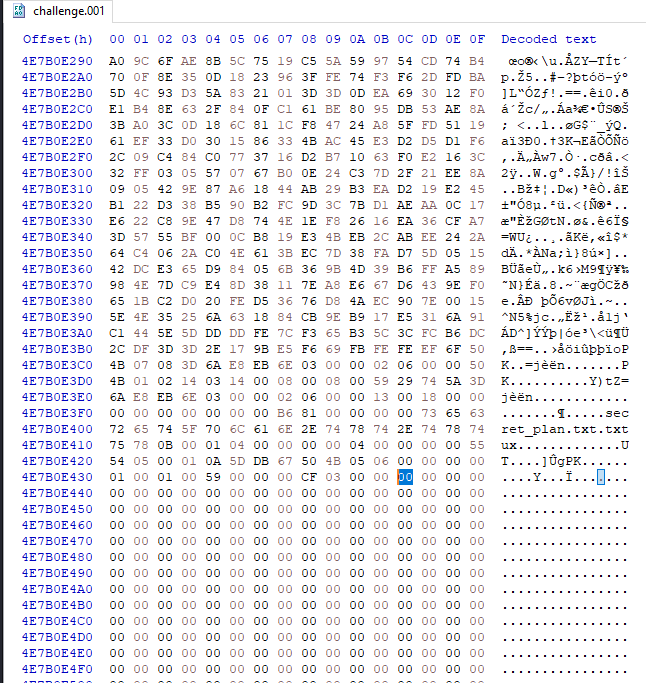 challenge.001
Offset(h) 00 01 02 03 04 05 06 07 08 09 0A 0B 0C 0D 0E 0F Decoded text
4E7B0E290 A0 9C 6F AE 8B 5C 75 19 C5 5A 59 97 54 CD 74 B4  œo®‹\u.ÅZY—TÍt´
4E7B0E2A0 70 0F 8E 35 0D 18 23 96 3F FE 74 F3 F6 2D FD BA p.Ž5..#–?þtóö-ýº
4E7B0E2B0 5D 4C 93 D3 5A 83 21 01 3D 3D 0D EA 69 30 12 F0 ]L“ÓZƒ!.==.êi0.ð
4E7B0E2C0 E1 B4 8E 63 2F 84 0F C1 61 BE 80 95 DB 53 AE 8A á´Žc/„.Áa¾€•ÛS®Š
4E7B0E2D0 3B A0 3C 0D 18 6C 81 1C F8 47 24 A8 5F FD 51 19 ; <..l..øG$¨_ýQ.
4E7B0E2E0 61 EF 33 D0 30 15 86 33 4B AC 45 E3 D2 D5 D1 F6 aï3Ð0.†3K¬EãÒÕÑö
4E7B0E2F0 2C 09 C4 84 C0 77 37 16 D2 B7 10 63 F0 E2 16 3C ,.Ä„Àw7.Ò·.cðâ.<
4E7B0E300 32 FF 03 05 57 07 67 B0 0E 24 C3 7D 2F 21 EE 8A 2ÿ..W.g°.$Ã}/!îŠ
4E7B0E310 09 05 42 9E 87 A6 18 44 AB 29 B3 EA D2 19 E2 45 ..Bž‡¦.D«)³êÒ.âE
4E7B0E320 B1 22 D3 38 B5 90 B2 FC 9D 3C 7B D1 AE AA 0C 17 ±"Ó8µ.²ü.<{Ñ®ª..
4E7B0E330 E6 22 C8 9E 47 D8 74 4E 1E F8 26 16 EA 36 CF A7 æ"ÈžGØtN.ø&.ê6Ï§
4E7B0E340 3D 57 55 BF 00 0C B8 19 E3 4B EB 2C AB EE 24 2A =WU¿..¸.ãKë,«î$*
4E7B0E350 64 C4 06 2A C0 4E 61 3B EC 7D 38 FA D7 5D 05 15 dÄ.*ÀNa;ì}8ú×]..
4E7B0E360 42 DC E3 65 D9 84 05 6B 36 9B 4D 39 B6 FF A5 89 BÜãeÙ„.k6›M9¶ÿ¥‰
4E7B0E370 98 4E 7D C9 E4 8D 38 11 7E A8 E6 67 D6 43 9E F0 ˜N}Éä.8.~¨ægÖCžð
4E7B0E380 65 1B C2 D0 20 FE D5 36 76 D8 4A EC 90 7E 00 15 e.ÂÐ þÕ6vØJì.~..
4E7B0E390 5E 4E 35 25 6A 63 18 84 CB 9E B9 17 E5 31 6A 91 ^N5%jc.„Ëž¹.å1j‘
4E7B0E3A0 C1 44 5E 5D DD DD FE 7C F3 65 B3 5C 3C FC B6 DC ÁD^]ÝÝþ|óe³\<ü¶Ü
4E7B0E3B0 2C DF 3D 3D 2E 17 9B E5 F6 69 FB FE FE EF 6F 50 ,ß==..›åöiûþþïoP
4E7B0E3C0 4B 07 08 3D 6A E8 EB 6E 03 00 00 02 06 00 00 50 K..=jèën.......P
4E7B0E3D0 4B 01 02 14 03 14 00 08 00 08 00 59 29 74 5A 3D K..........Y)tZ=
4E7B0E3E0 6A E8 EB 6E 03 00 00 02 06 00 00 13 00 18 00 00 jèën............
4E7B0E3F0 00 00 00 00 00 00 00 B6 81 00 00 00 00 73 65 63 .......¶.....sec
4E7B0E400 72 65 74 5F 70 6C 61 6E 2E 74 78 74 2E 74 78 74 ret_plan.txt.txt
4E7B0E410 75 78 0B 00 01 04 00 00 00 00 04 00 00 00 00 55 ux.............U
4E7B0E420 54 05 00 01 0A 5D DB 67 50 4B 05 06 00 00 00 00 T....]ÛgPK......
4E7B0E430 01 00 01 00 59 00 00 00 CF 03 00 00 00 00 00 00 ....Y...Ï.......
4E7B0E440 00 00 00 00 00 00 00 00 00 00 00 00 00 00 00 00 ................
4E7B0E450 00 00 00 00 00 00 00 00 00 00 00 00 00 00 00 00 ................
4E7B0E460 00 00 00 00 00 00 00 00 00 00 00 00 00 00 00 00 ................
4E7B0E470 00 00 00 00 00 00 00 00 00 00 00 00 00 00 00 00 ................
4E7B0E480 00 00 00 00 00 00 00 00 00 00 00 00 00 00 00 00 ................
4E7B0E490 00 00 00 00 00 00 00 00 00 00 00 00 00 00 00 00 ................
4E7B0E4A0 00 00 00 00 00 00 00 00 00 00 00 00 00 00 00 00 ................
4E7B0E4B0 00 00 00 00 00 00 00 00 00 00 00 00 00 00 00 00 ................
4E7B0E4C0 00 00 00 00 00 00 00 00 00 00 00 00 00 00 00 00 ................
4E7B0E4D0 00 00 00 00 00 00 00 00 00 00 00 00 00 00 00 00 ................
4E7B0E4E0 00 00 00 00 00 00 00 00 00 00 00 00 00 00 00 00 ................
4E7B0E4F0 00 00 00 00 00 00 00 00 00 00 00 00 00 00 00 00 ................